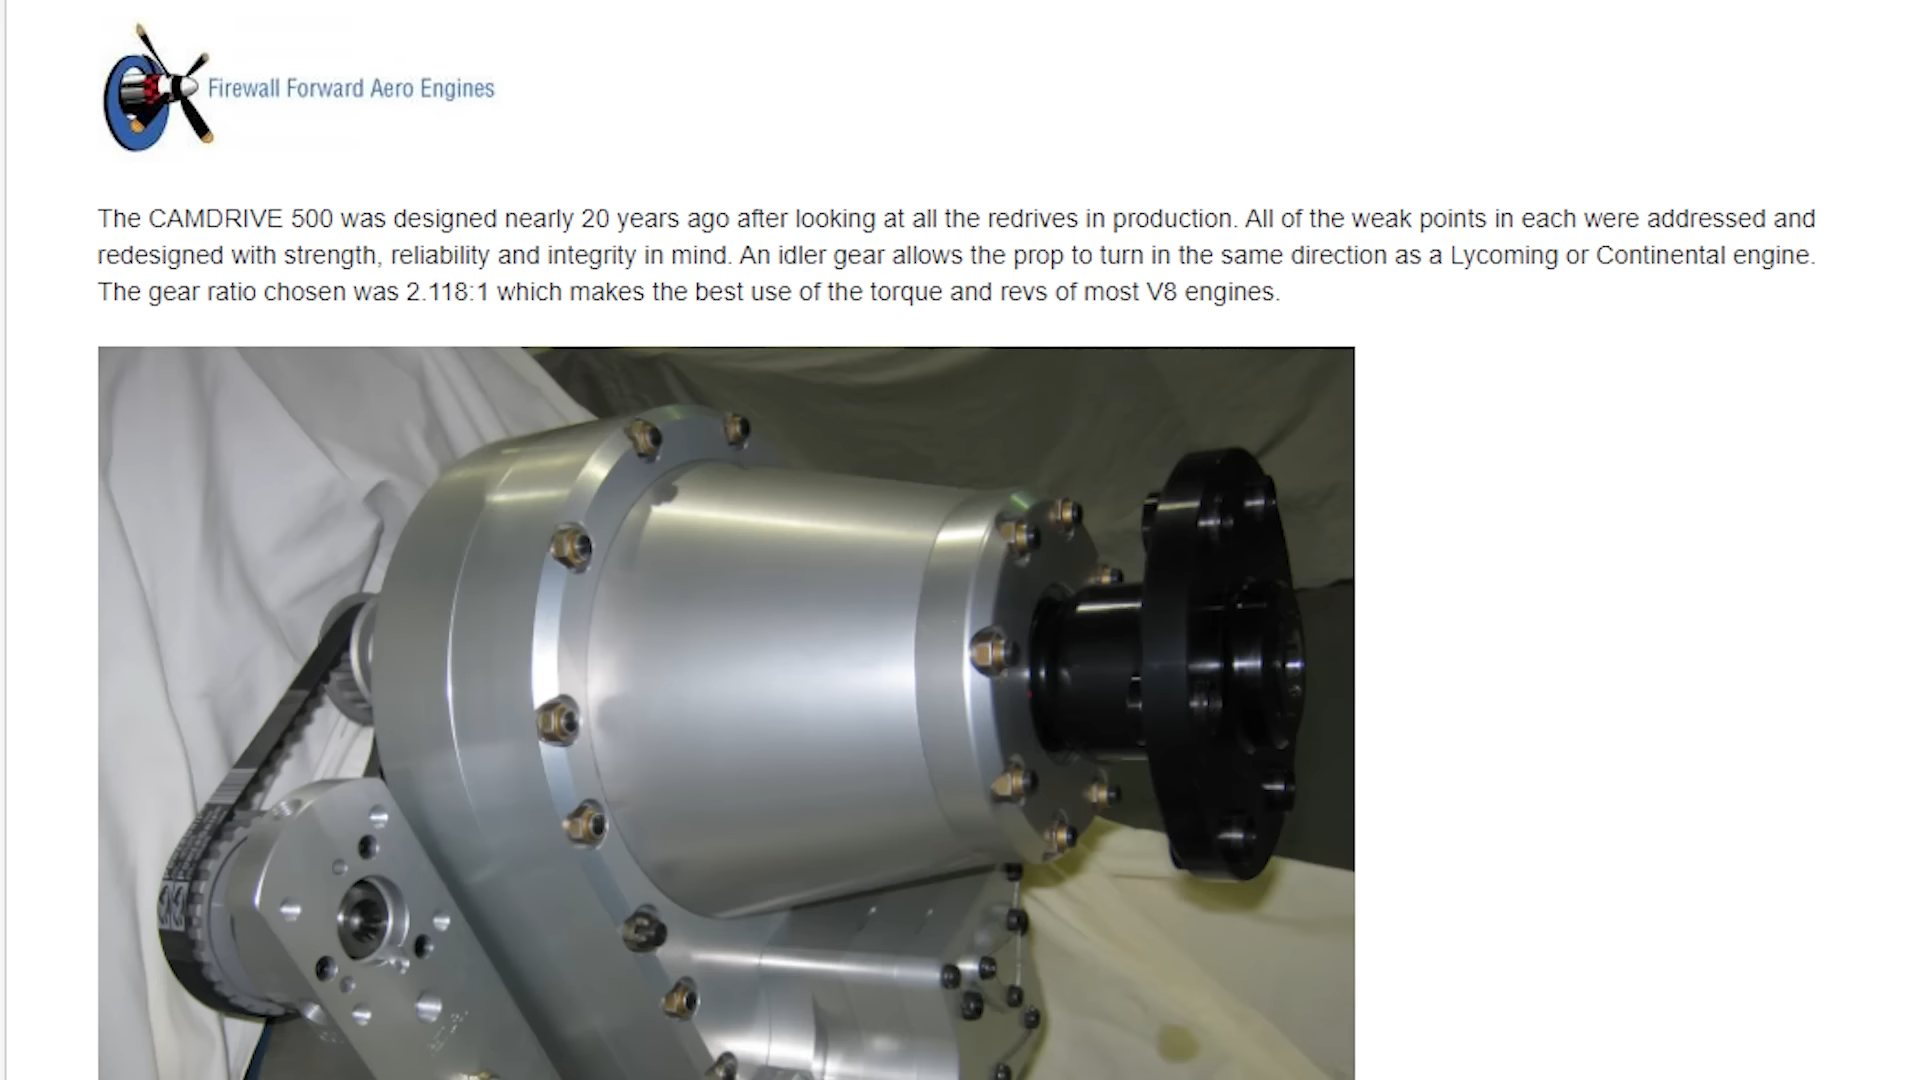 Firewall Forward Aero Engines
The CAMDRIVE 500 was designed nearly 20 years ago after looking at all the redrives in production. All of the weak points in each were addressed and
redesigned with strength, reliability and integrity in mind. An idler gear allows the prop to turn in the same direction as a Lycoming or Continental engine.
The gear ratio chosen was 2.118:1 which makes the best use of the torque and revs of most V8 engines.